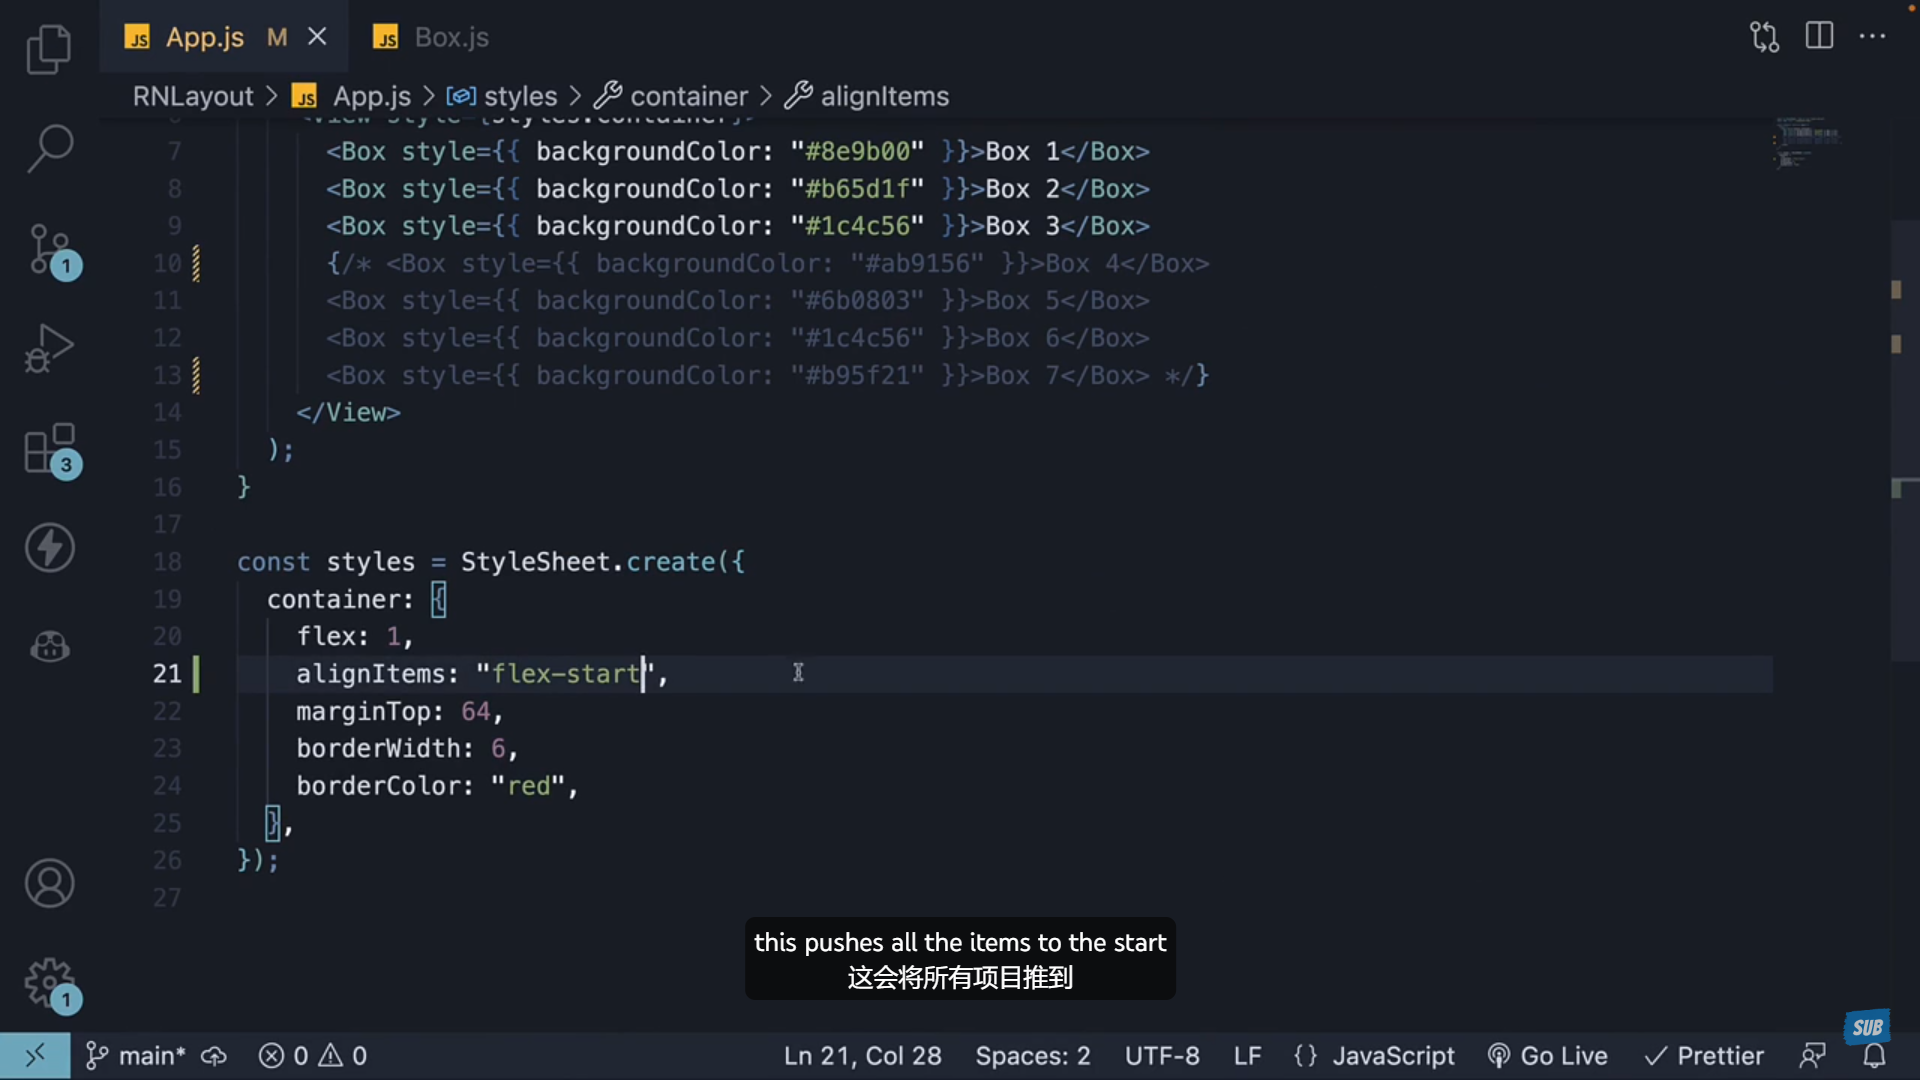 JS App.js M
JS Box.js
RNLayout > JS App.js > styles > container > alignItems
<View style={styles.container}>
7 <Box style={{ backgroundColor: "#8e9b00" }}>Box 1</Box>
8 <Box style={{ backgroundColor: "#b65d1f" }}>Box 2</Box>
9 <Box style={{ backgroundColor: "#1c4c56" }}>Box 3</Box>
10 {/* <Box style={{ backgroundColor: "#ab9156" }}>Box 4</Box>
11 <Box style={{ backgroundColor: "#6b0803" }}>Box 5</Box>
12 <Box style={{ backgroundColor: "#1c4c56" }}>Box 6</Box>
13 <Box style={{ backgroundColor: "#b95f21" }}>Box 7</Box> */}
14 </View>
15 );
16 }
17
18 const styles = StyleSheet.create({
19 container: {
20 flex: 1,
21 alignItems: "flex-start",
22 marginTop: 64,
23 borderWidth: 6,
24 borderColor: "red",
25 },
26 });
27
1
3
1
this pushes all the items to the start
这会将所有项目推到
SUB
main* 0 0 Ln 21, Col 28 Spaces: 2 UTF-8 LF {} JavaScript Go Live Prettier